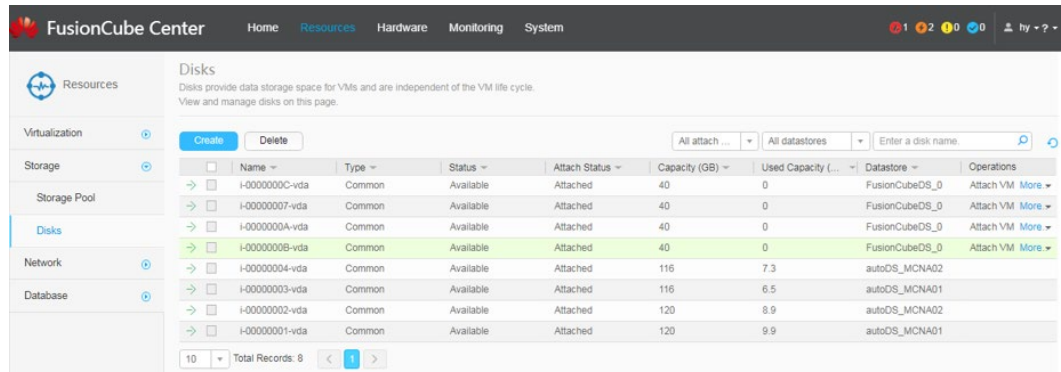 FusionCube Center Home Resources Hardware Monitoring System 1 2 0 0 hy ?
Resources
Disks
Disks provide data storage space for VMs and are independent of the VM life cycle.
View and manage disks on this page.
Virtualization
Storage
Storage Pool
Disks
Network
Database
Create Delete All attach ... All datastores Enter a disk name.
Name Type Status Attach Status Capacity (GB) Used Capacity (... Datastore Operations
i-0000000C-vda Common Available Attached 40 0 FusionCubeDS_0 Attach VM More
i-00000007-vda Common Available Attached 40 0 FusionCubeDS_0 Attach VM More
i-0000000A-vda Common Available Attached 40 0 FusionCubeDS_0 Attach VM More
i-0000000B-vda Common Available Attached 40 0 FusionCubeDS_0 Attach VM More
i-00000004-vda Common Available Attached 116 7.3 autoDS_MCNA02
i-00000003-vda Common Available Attached 116 6.5 autoDS_MCNA01
i-00000002-vda Common Available Attached 120 8.9 autoDS_MCNA02
i-00000001-vda Common Available Attached 120 9.9 autoDS_MCNA01
10 Total Records: 8 < 1 >